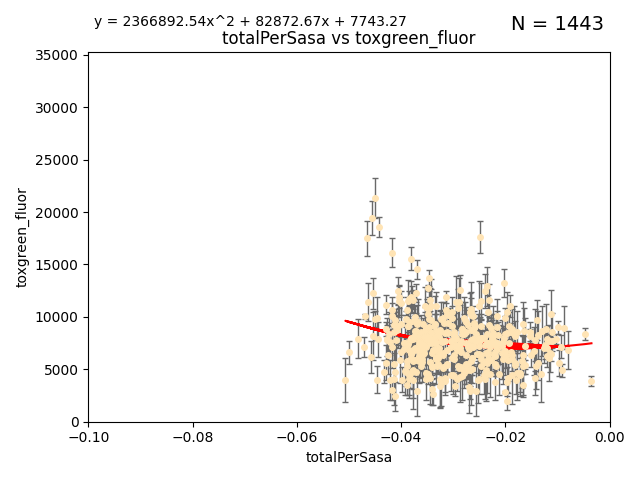 y = 2366892.54x^2 + 82872.67x + 7743.27
N = 1443
totalPerSasa vs toxgreen_fluor
35000
30000
25000
20000
15000
10000
5000
0
toxgreen_fluor
−0.10
−0.08
−0.06
−0.04
−0.02
0.00
totalPerSasa